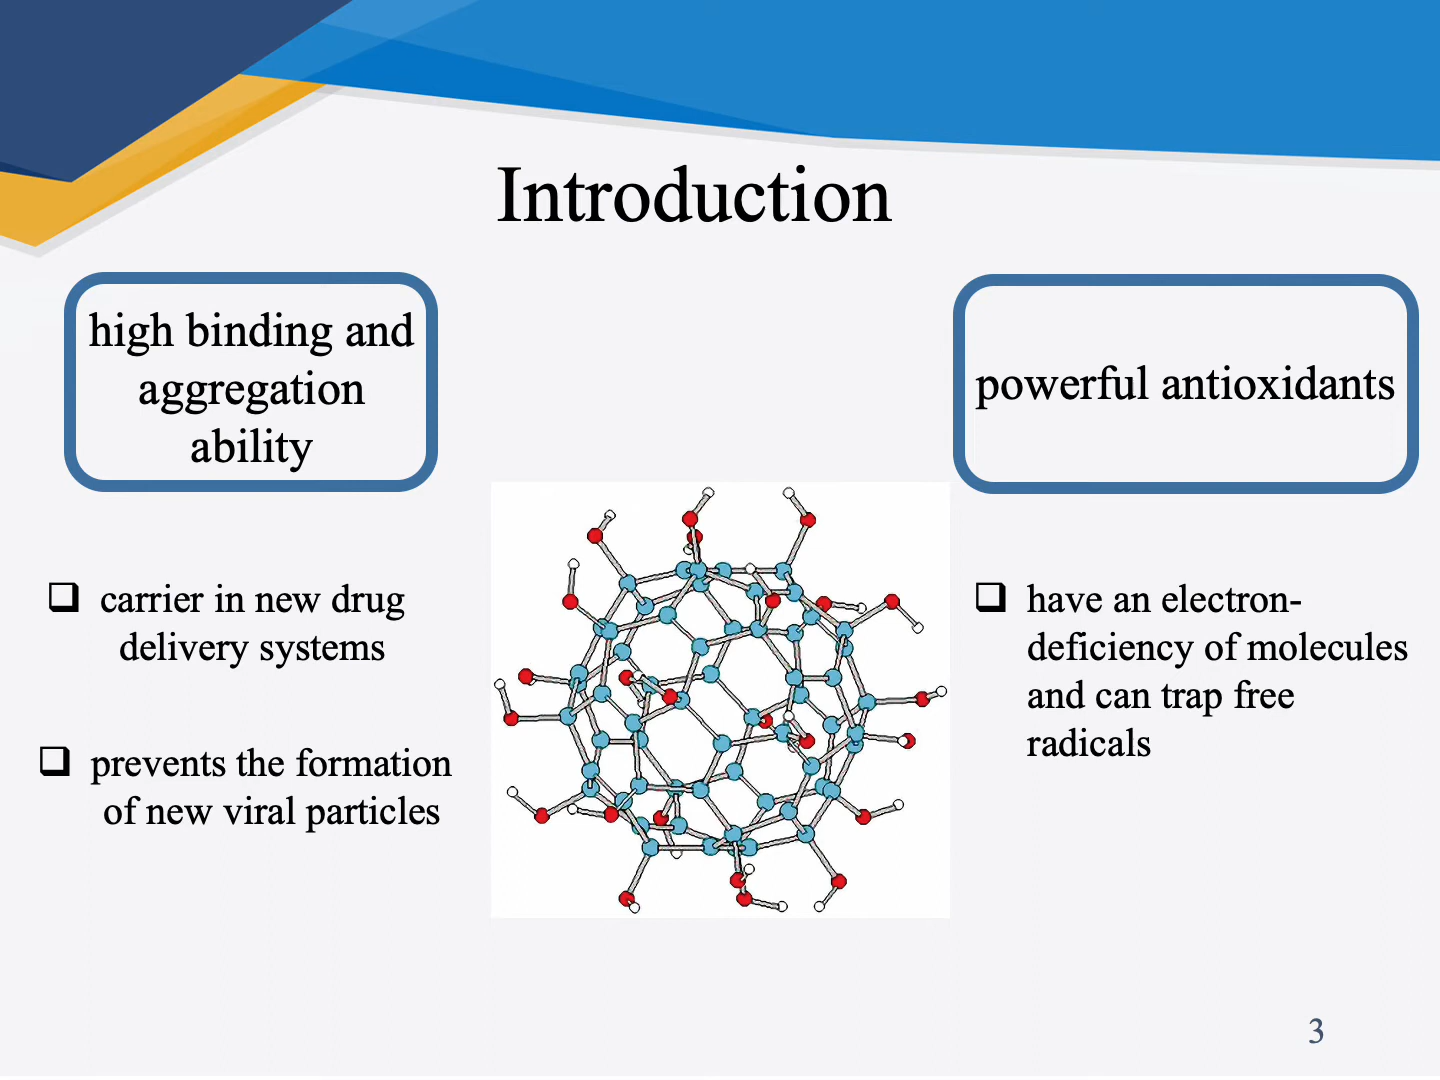 Introduction
high binding and
aggregation
ability
powerful antioxidants
carrier in new drug
delivery systems
prevents the formation
of new viral particles
have an electron-
deficiency of molecules
and can trap free
radicals
3